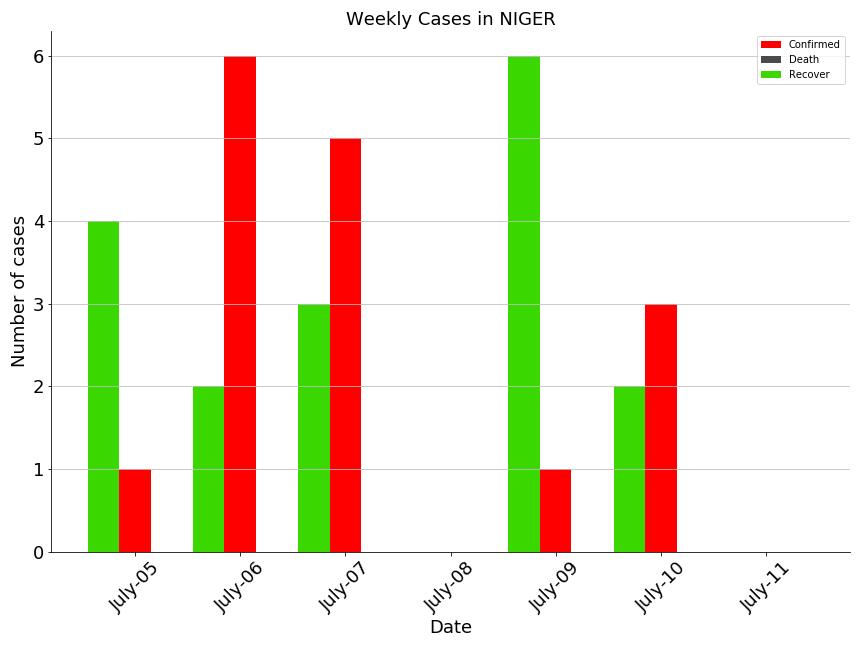 Weekly Cases in NIGER
Confirmed
Death
Recover
Number of cases
6
5
4
3
2
1
0
July-05
July-06
July-07
July-08
July-09
July-10
July-11
Date